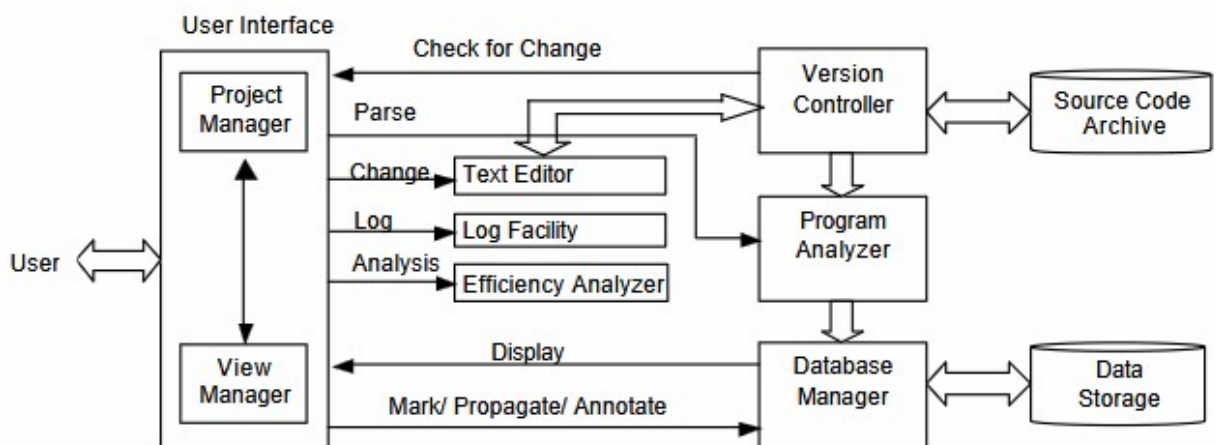 User Interface
Check for Change
Version
Controller
Project
Manager
Source Code
Archive
Parse
Change
Text Editor
Log
Log Facility
Program
Analyzer
User
Analysis
Efficiency Analyzer
View
Manager
Display
Database
Manager
Data
Storage
Mark/ Propagate/ Annotate